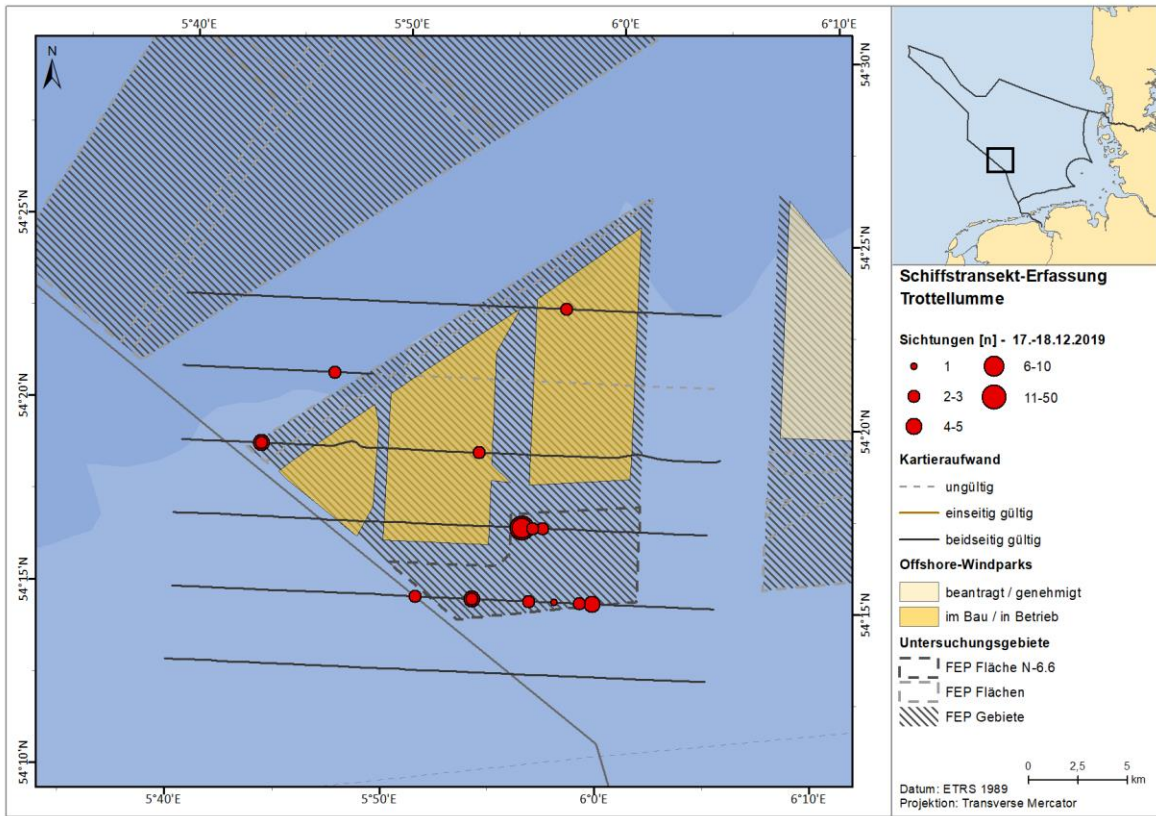 5°40'E 5°50'E 6°0'E 6°10'E
N
54°30'N
54°25'N 54°25'N
54°20'N 54°20'N
54°15'N 54°15'N
54°10'N
5°40'E 5°50'E 6°0'E 6°10'E
Schiffstransekt-Erfassung
Trottellumme
Sichtungen [n] - 17.-18.12.2019
1 6-10
2-3 11-50
4-5
Kartieraufwand
ungültig
einseitig gültig
beidseitig gültig
Offshore-Windparks
beantragt / genehmigt
im Bau / in Betrieb
Untersuchungsgebiete
FEP Fläche N-6.6
FEP Flächen
FEP Gebiete
0 2,5 5
km
Datum: ETRS 1989
Projektion: Transverse Mercator